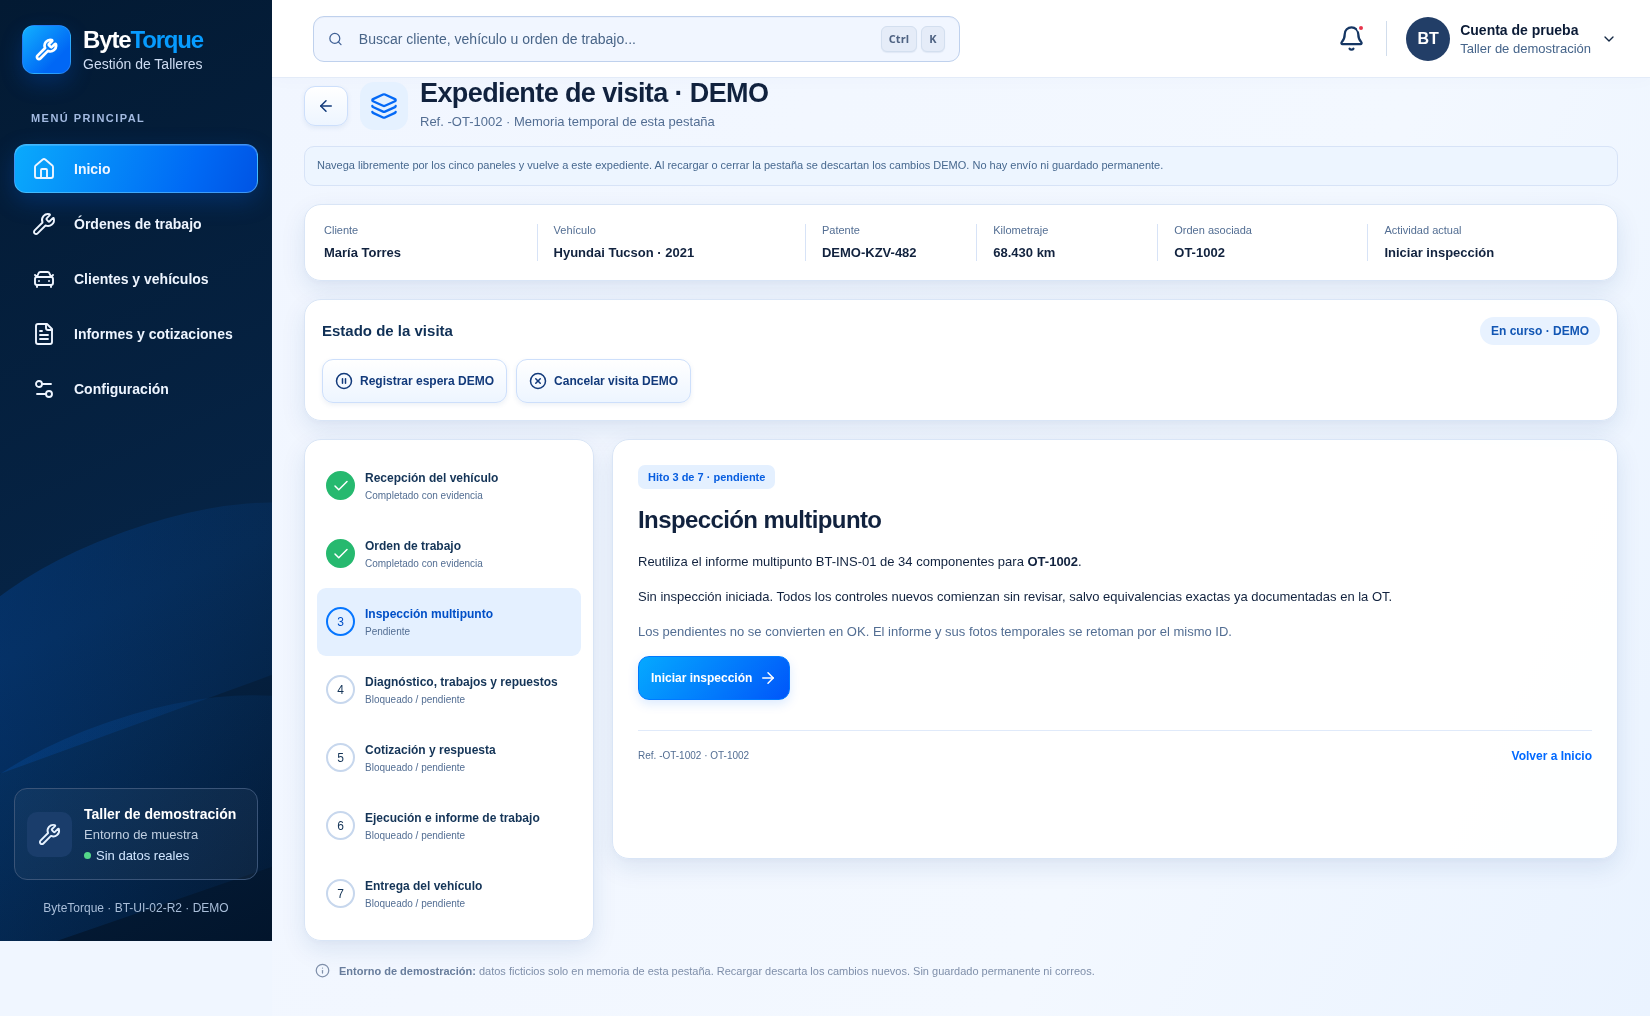 ByteTorque
Gestión de Talleres
MENÚ PRINCIPAL
Inicio
Órdenes de trabajo
Clientes y vehículos
Informes y cotizaciones
Configuración
Taller de demostración
Entorno de muestra
Sin datos reales
ByteTorque · BT-UI-02-R2 · DEMO
Buscar cliente, vehículo u orden de trabajo...
Ctrl K
BT
Cuenta de prueba
Taller de demostración
Expediente de visita · DEMO
Ref. -OT-1002 · Memoria temporal de esta pestaña
Navega libremente por los cinco paneles y vuelve a este expediente. Al recargar o cerrar la pestaña se descartan los cambios DEMO. No hay envío ni guardado permanente.
Cliente
María Torres
Vehículo
Hyundai Tucson · 2021
Patente
DEMO-KZV-482
Kilometraje
68.430 km
Orden asociada
OT-1002
Actividad actual
Iniciar inspección
Estado de la visita
En curso · DEMO
Registrar espera DEMO
Cancelar visita DEMO
Recepción del vehículo
Completado con evidencia
Orden de trabajo
Completado con evidencia
3
Inspección multipunto
Pendiente
4
Diagnóstico, trabajos y repuestos
Bloqueado / pendiente
5
Cotización y respuesta
Bloqueado / pendiente
6
Ejecución e informe de trabajo
Bloqueado / pendiente
7
Entrega del vehículo
Bloqueado / pendiente
Hito 3 de 7 · pendiente
Inspección multipunto
Reutiliza el informe multipunto BT-INS-01 de 34 componentes para OT-1002.
Sin inspección iniciada. Todos los controles nuevos comienzan sin revisar, salvo equivalencias exactas ya documentadas en la OT.
Los pendientes no se convierten en OK. El informe y sus fotos temporales se retoman por el mismo ID.
Iniciar inspección
Ref. -OT-1002 · OT-1002
Volver a Inicio
Entorno de demostración: datos ficticios solo en memoria de esta pestaña. Recargar descarta los cambios nuevos. Sin guardado permanente ni correos.